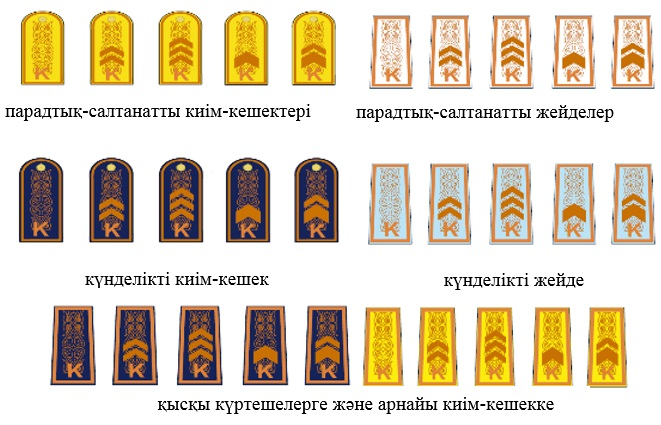 парадтық-салтанатты киім-кешектері
парадтық-салтанатты жейделер
күнделікті киім-кешек
күнделікті жейде
қысқы күртешелерге және арнайы киім-кешекке